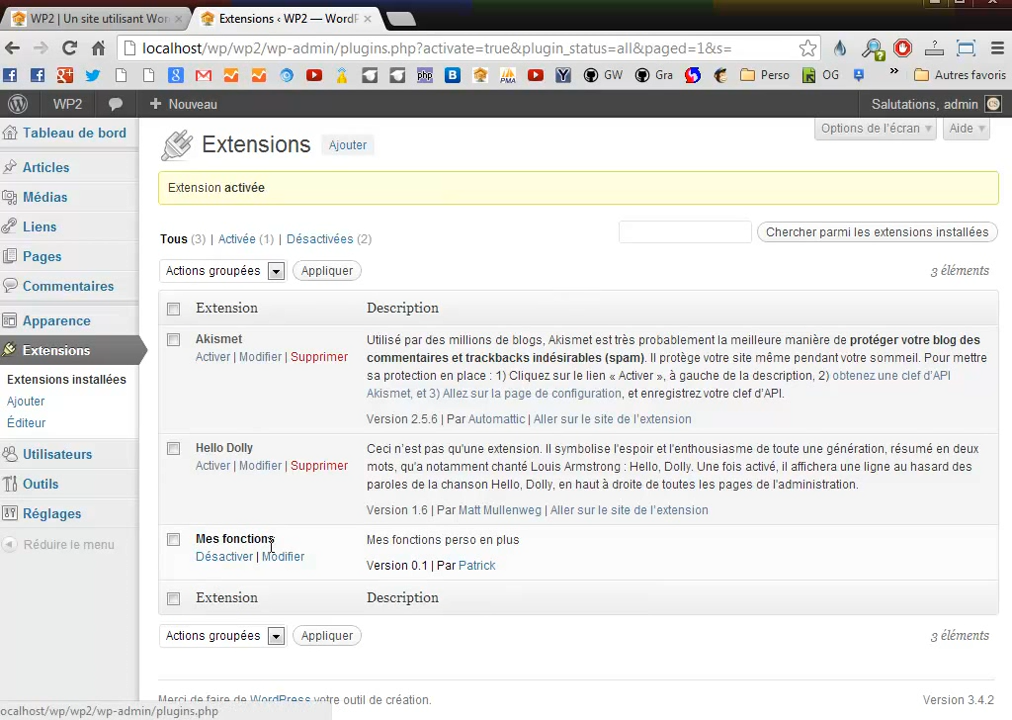 WP2 | Un site utilisant Wor
Extensions ‹ WP2 — WordP
localhost/wp/wp2/wp-admin/plugins.php?activate=true&plugin_status=all&paged=1&s=
php PMA GW Gra Perso OG » Autres favoris
WP2 Nouveau Salutations, admin
Tableau de bord
Articles
Médias
Liens
Pages
Commentaires
Apparence
Extensions
Extensions installées
Ajouter
Éditeur
Utilisateurs
Outils
Réglages
Réduire le menu
Options de l'écran Aide
Extensions Ajouter
Extension activée
Tous (3) | Activée (1) | Désactivées (2)
Chercher parmi les extensions installées
Actions groupées Appliquer 3 éléments
Extension Description
Akismet
Activer | Modifier | Supprimer
Utilisé par des millions de blogs, Akismet est très probablement la meilleure manière de protéger votre blog des
commentaires et trackbacks indésirables (spam). Il protège votre site même pendant votre sommeil. Pour mettre
sa protection en place : 1) Cliquez sur le lien « Activer », à gauche de la description, 2) obtenez une clef d'API
Akismet, et 3) Allez sur la page de configuration, et enregistrez votre clef d'API.
Version 2.5.6 | Par Automattic | Aller sur le site de l'extension
Hello Dolly
Activer | Modifier | Supprimer
Ceci n'est pas qu'une extension. Il symbolise l'espoir et l'enthousiasme de toute une génération, résumé en deux
mots, qu'a notamment chanté Louis Armstrong : Hello, Dolly. Une fois activé, il affichera une ligne au hasard des
paroles de la chanson Hello, Dolly, en haut à droite de toutes les pages de l'administration.
Version 1.6 | Par Matt Mullenweg | Aller sur le site de l'extension
Mes fonctions
Désactiver | Modifier
Mes fonctions perso en plus
Version 0.1 | Par Patrick
Extension Description
Actions groupées Appliquer 3 éléments
Merci de faire de WordPress votre outil de création. Version 3.4.2
ocalhost/wp/wp2/wp-admin/plugins.php